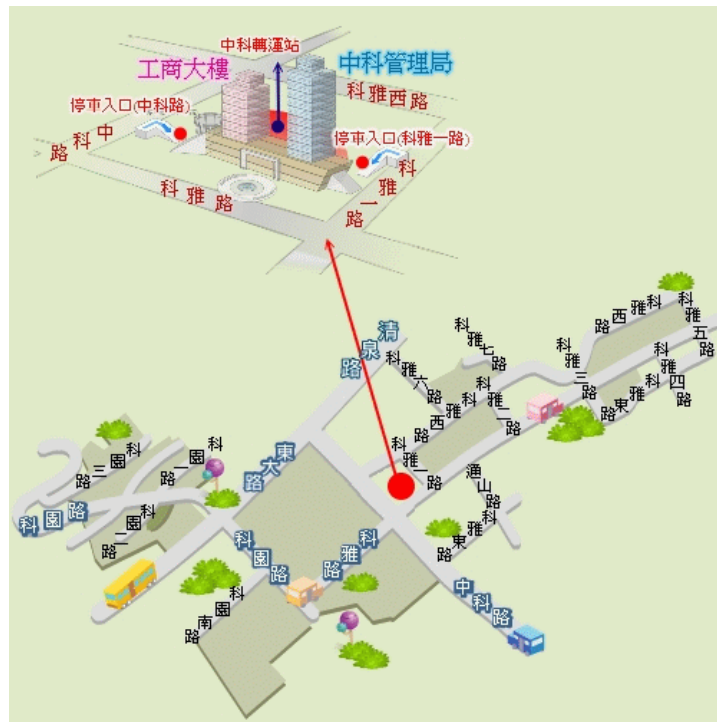 中科轉運站
工商大樓
中科管理局
科雅西路
停車入口(中科路)
停車入口(科雅一路)
中科路
科雅路
科雅一路
清泉路
科雅西路
科雅五路
科雅七路
科雅三路
科雅四路
科雅六路
科雅東路
科雅二路
科雅西路
東大路
科雅一路
通山路
科園三路
科園一路
科園路
科園二路
科園路
科雅路
科雅東路
中科路
科園南路